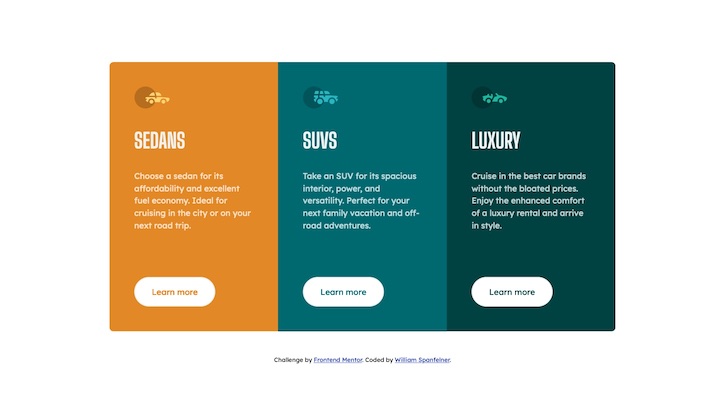 SEDANS
Choose a sedan for its
affordability and excellent
fuel economy. Ideal for
cruising in the city or on your
next road trip.
Learn more
SUVS
Take an SUV for its spacious
interior, power, and
versatility. Perfect for your
next family vacation and off-
road adventures.
Learn more
LUXURY
Cruise in the best car brands
without the bloated prices.
Enjoy the enhanced comfort
of a luxury rental and arrive
in style.
Learn more
Challenge by Frontend Mentor. Coded by William Spanfelner.